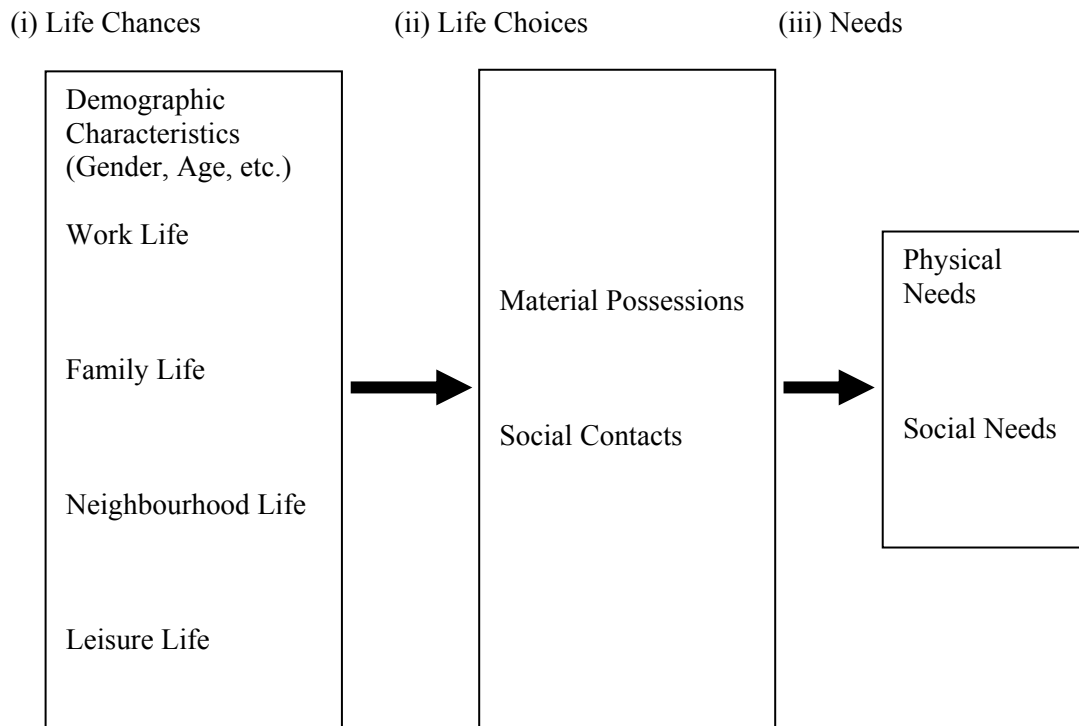 (i) Life Chances
(ii) Life Choices
(iii) Needs
Demographic
Characteristics
(Gender, Age, etc.)
Work Life
Family Life
Neighbourhood Life
Leisure Life
Material Possessions
Social Contacts
Physical
Needs
Social Needs